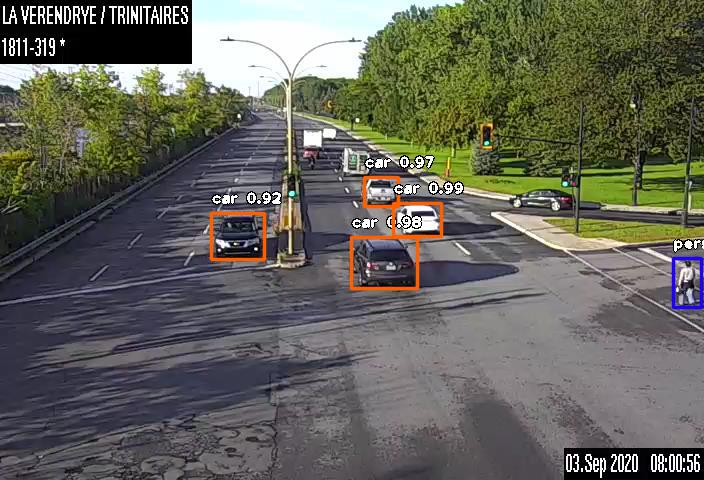 LA VERENDRYE / TRINITAIRES
1811-319 *
car 0.97
car 0.99
car 0.92
car 0.98
pers
03.Sep 2020 08:00:56